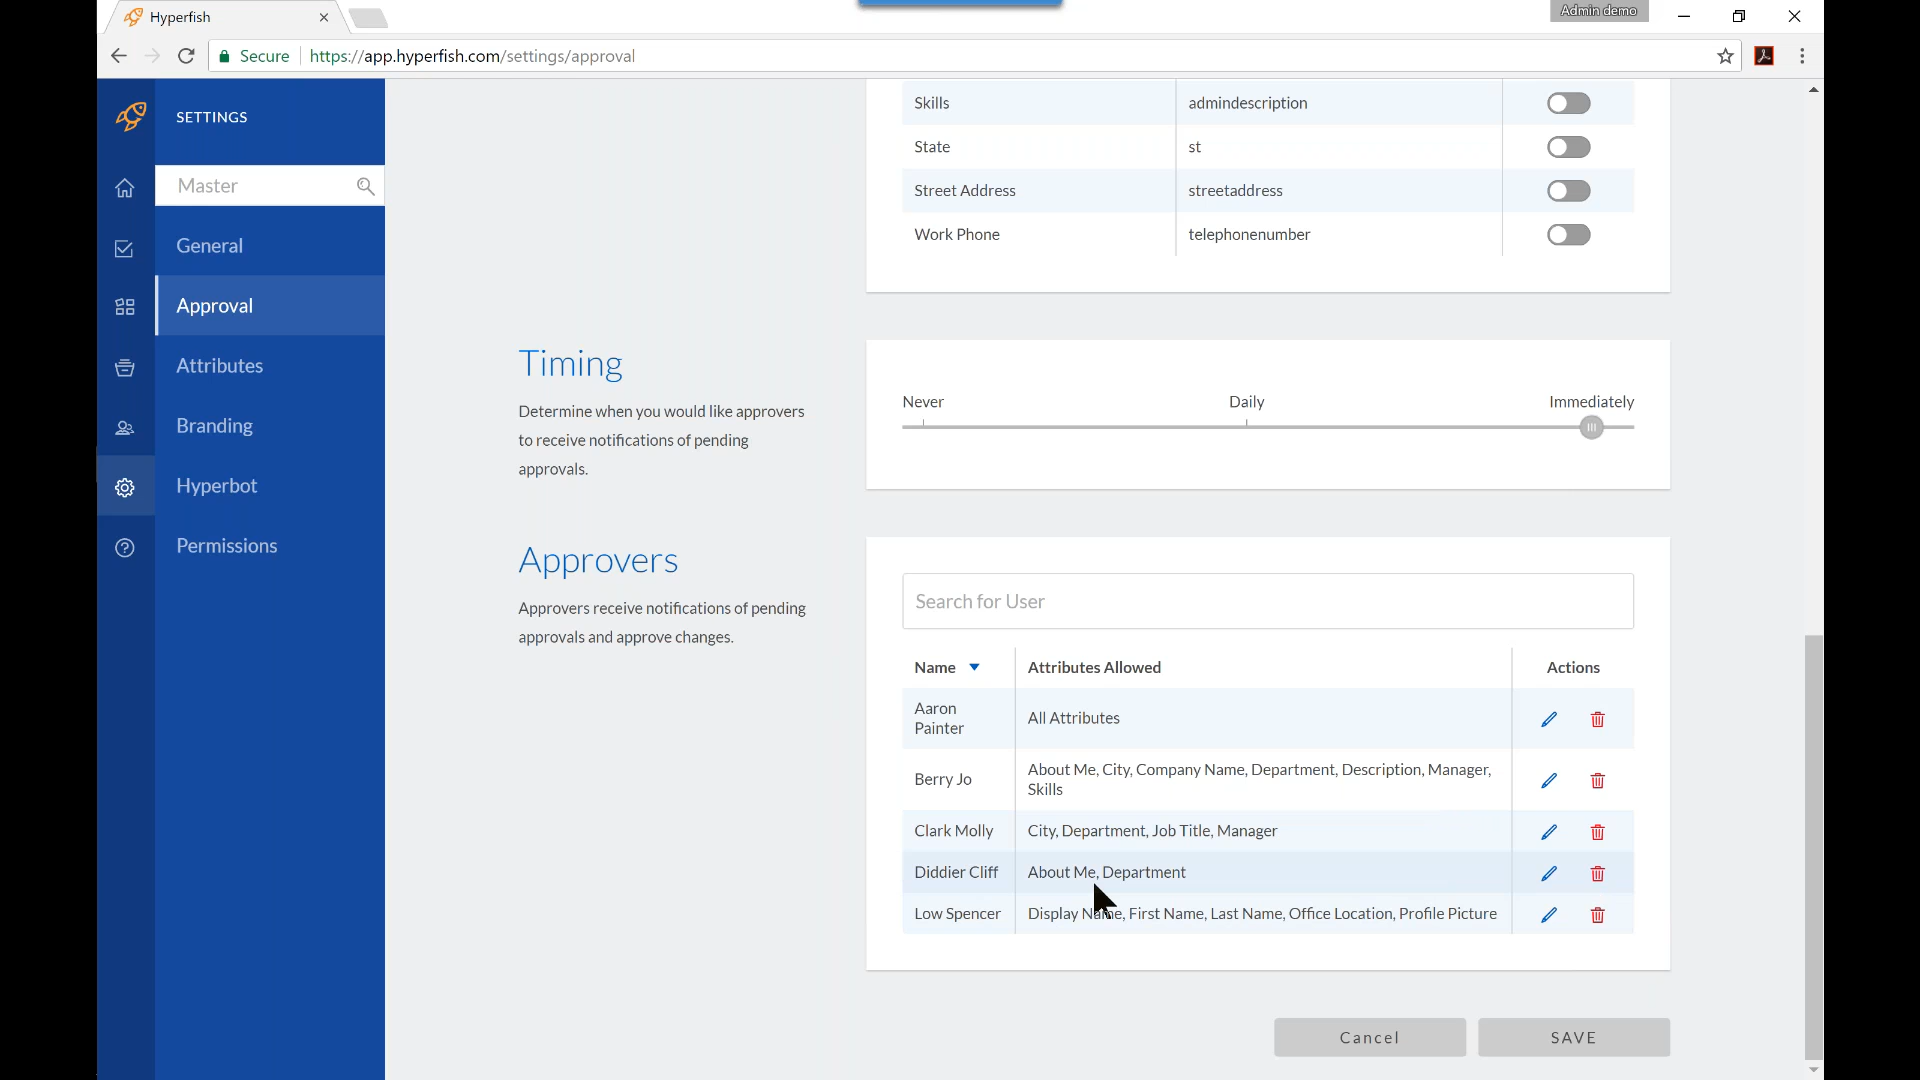 Hyperfish
Admin demo
Secure
https://app.hyperfish.com/settings/approval
SETTINGS
Master
General
Approval
Attributes
Branding
Hyperbot
Permissions
Skills admindescription
State st
Street Address streetaddress
Work Phone telephonenumber
Timing
Determine when you would like approvers
to receive notifications of pending
approvals.
Never Daily Immediately
Approvers
Approvers receive notifications of pending
approvals and approve changes.
Search for User
Name Attributes Allowed Actions
Aaron
Painter
All Attributes
Berry Jo
About Me, City, Company Name, Department, Description, Manager,
Skills
Clark Molly City, Department, Job Title, Manager
Diddier Cliff About Me, Department
Low Spencer Display Name, First Name, Last Name, Office Location, Profile Picture
Cancel SAVE